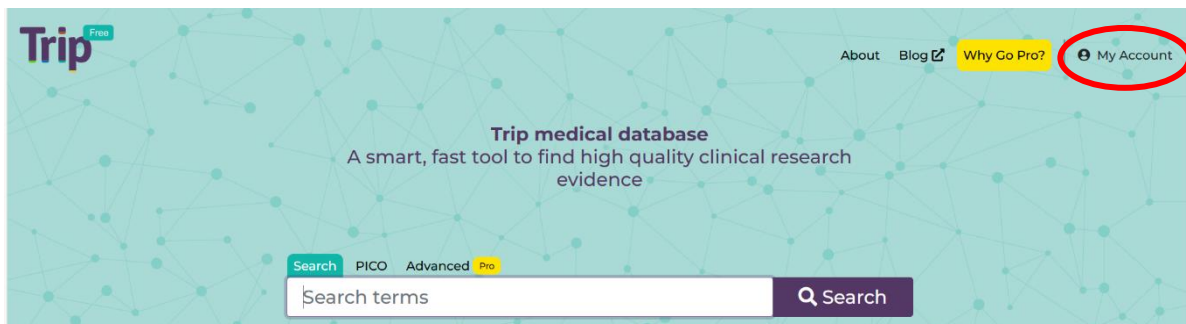 Trip Free
About Blog Why Go Pro? My Account
Trip medical database
A smart, fast tool to find high quality clinical research
evidence
Search PICO Advanced Pro
Search terms Search